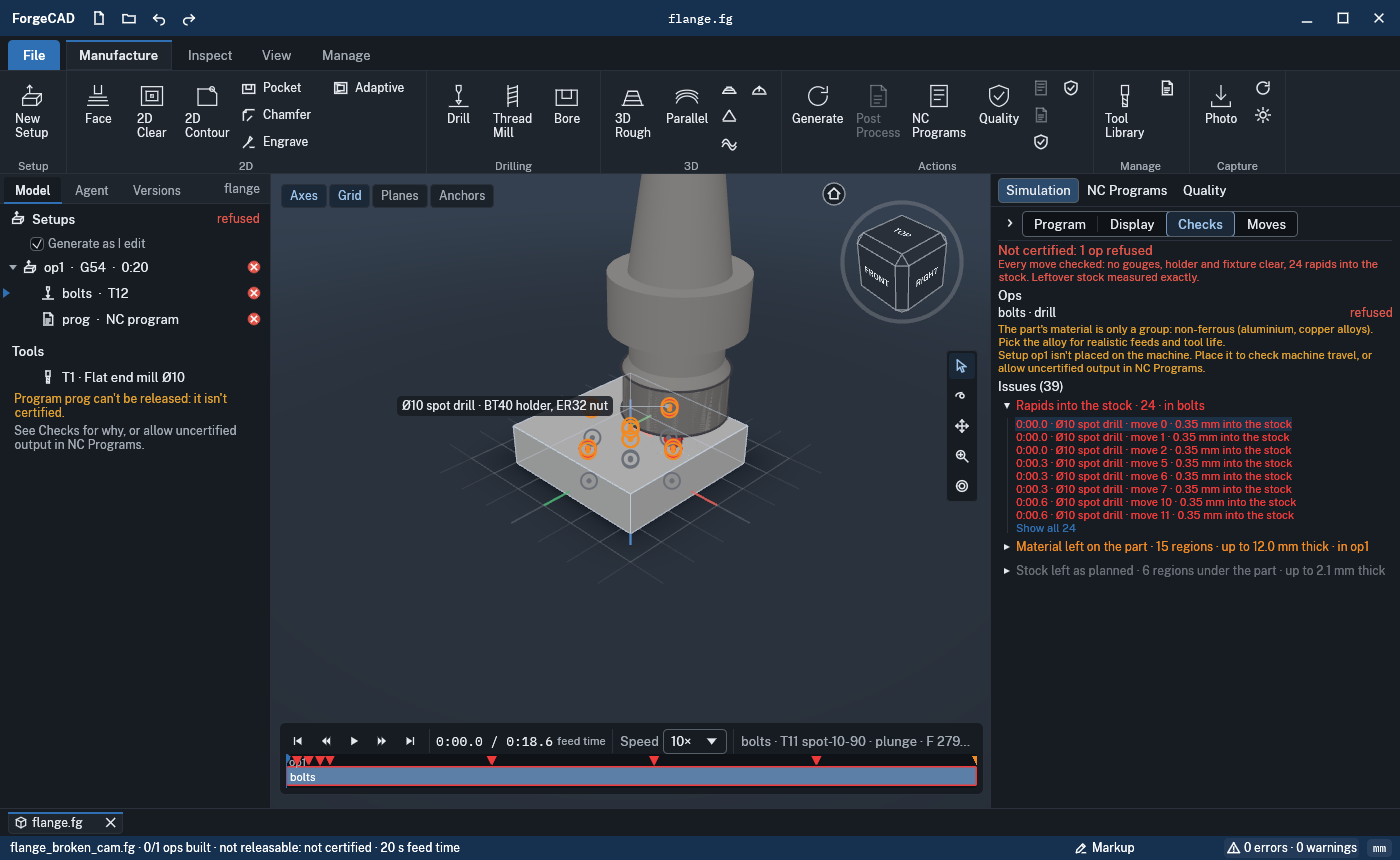 ForgeCAD
flange.fg
File
Manufacture
Inspect
View
Manage
New Setup
Setup
Face
2D Clear
2D Contour
Pocket
Chamfer
Engrave
Adaptive
2D
Drill
Thread Mill
Bore
Drilling
3D Rough
Parallel
3D
Generate
Post Process
NC Programs
Quality
Actions
Tool Library
Manage
Photo
Capture
Model
Agent
Versions
flange
Setups
refused
Generate as I edit
op1 · G54 · 0:20
bolts · T12
prog · NC program
Tools
T1 · Flat end mill Ø10
Program prog can't be released: it isn't
certified.
See Checks for why, or allow uncertified
output in NC Programs.
Axes
Grid
Planes
Anchors
TOP
FRONT
RIGHT
Ø10 spot drill · BT40 holder, ER32 nut
0:00.0 / 0:18.6 feed time
Speed
10×
bolts · T11 spot-10-90 · plunge · F 279...
op1
bolts
Simulation
NC Programs
Quality
Program
Display
Checks
Moves
Not certified: 1 op refused
Every move checked: no gouges, holder and fixture clear, 24 rapids into the
stock. Leftover stock measured exactly.
Ops
bolts · drill
refused
The part's material is only a group: non-ferrous (aluminium, copper alloys).
Pick the alloy for realistic feeds and tool life.
Setup op1 isn't placed on the machine. Place it to check machine travel, or
allow uncertified output in NC Programs.
Issues (39)
Rapids into the stock · 24 · in bolts
0:00.0 · Ø10 spot drill · move 0 · 0.35 mm into the stock
0:00.0 · Ø10 spot drill · move 1 · 0.35 mm into the stock
0:00.0 · Ø10 spot drill · move 2 · 0.35 mm into the stock
0:00.3 · Ø10 spot drill · move 5 · 0.35 mm into the stock
0:00.3 · Ø10 spot drill · move 6 · 0.35 mm into the stock
0:00.3 · Ø10 spot drill · move 7 · 0.35 mm into the stock
0:00.6 · Ø10 spot drill · move 10 · 0.35 mm into the stock
0:00.6 · Ø10 spot drill · move 11 · 0.35 mm into the stock
Show all 24
Material left on the part · 15 regions · up to 12.0 mm thick · in op1
Stock left as planned · 6 regions under the part · up to 2.1 mm thick
flange.fg
flange_broken_cam.fg · 0/1 ops built · not releasable: not certified · 20 s feed time
Markup
0 errors · 0 warnings
mm